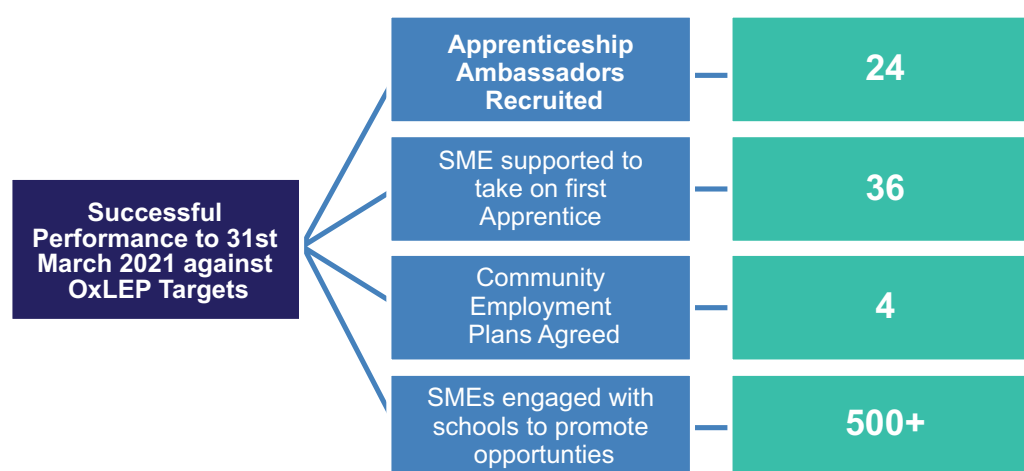 Successful
Performance to 31st
March 2021 against
OxLEP Targets
Apprenticeship
Ambassadors
Recruited
24
SME supported to
take on first
Apprentice
36
Community
Employment
Plans Agreed
4
SMEs engaged with
schools to promote
opportunties
500+